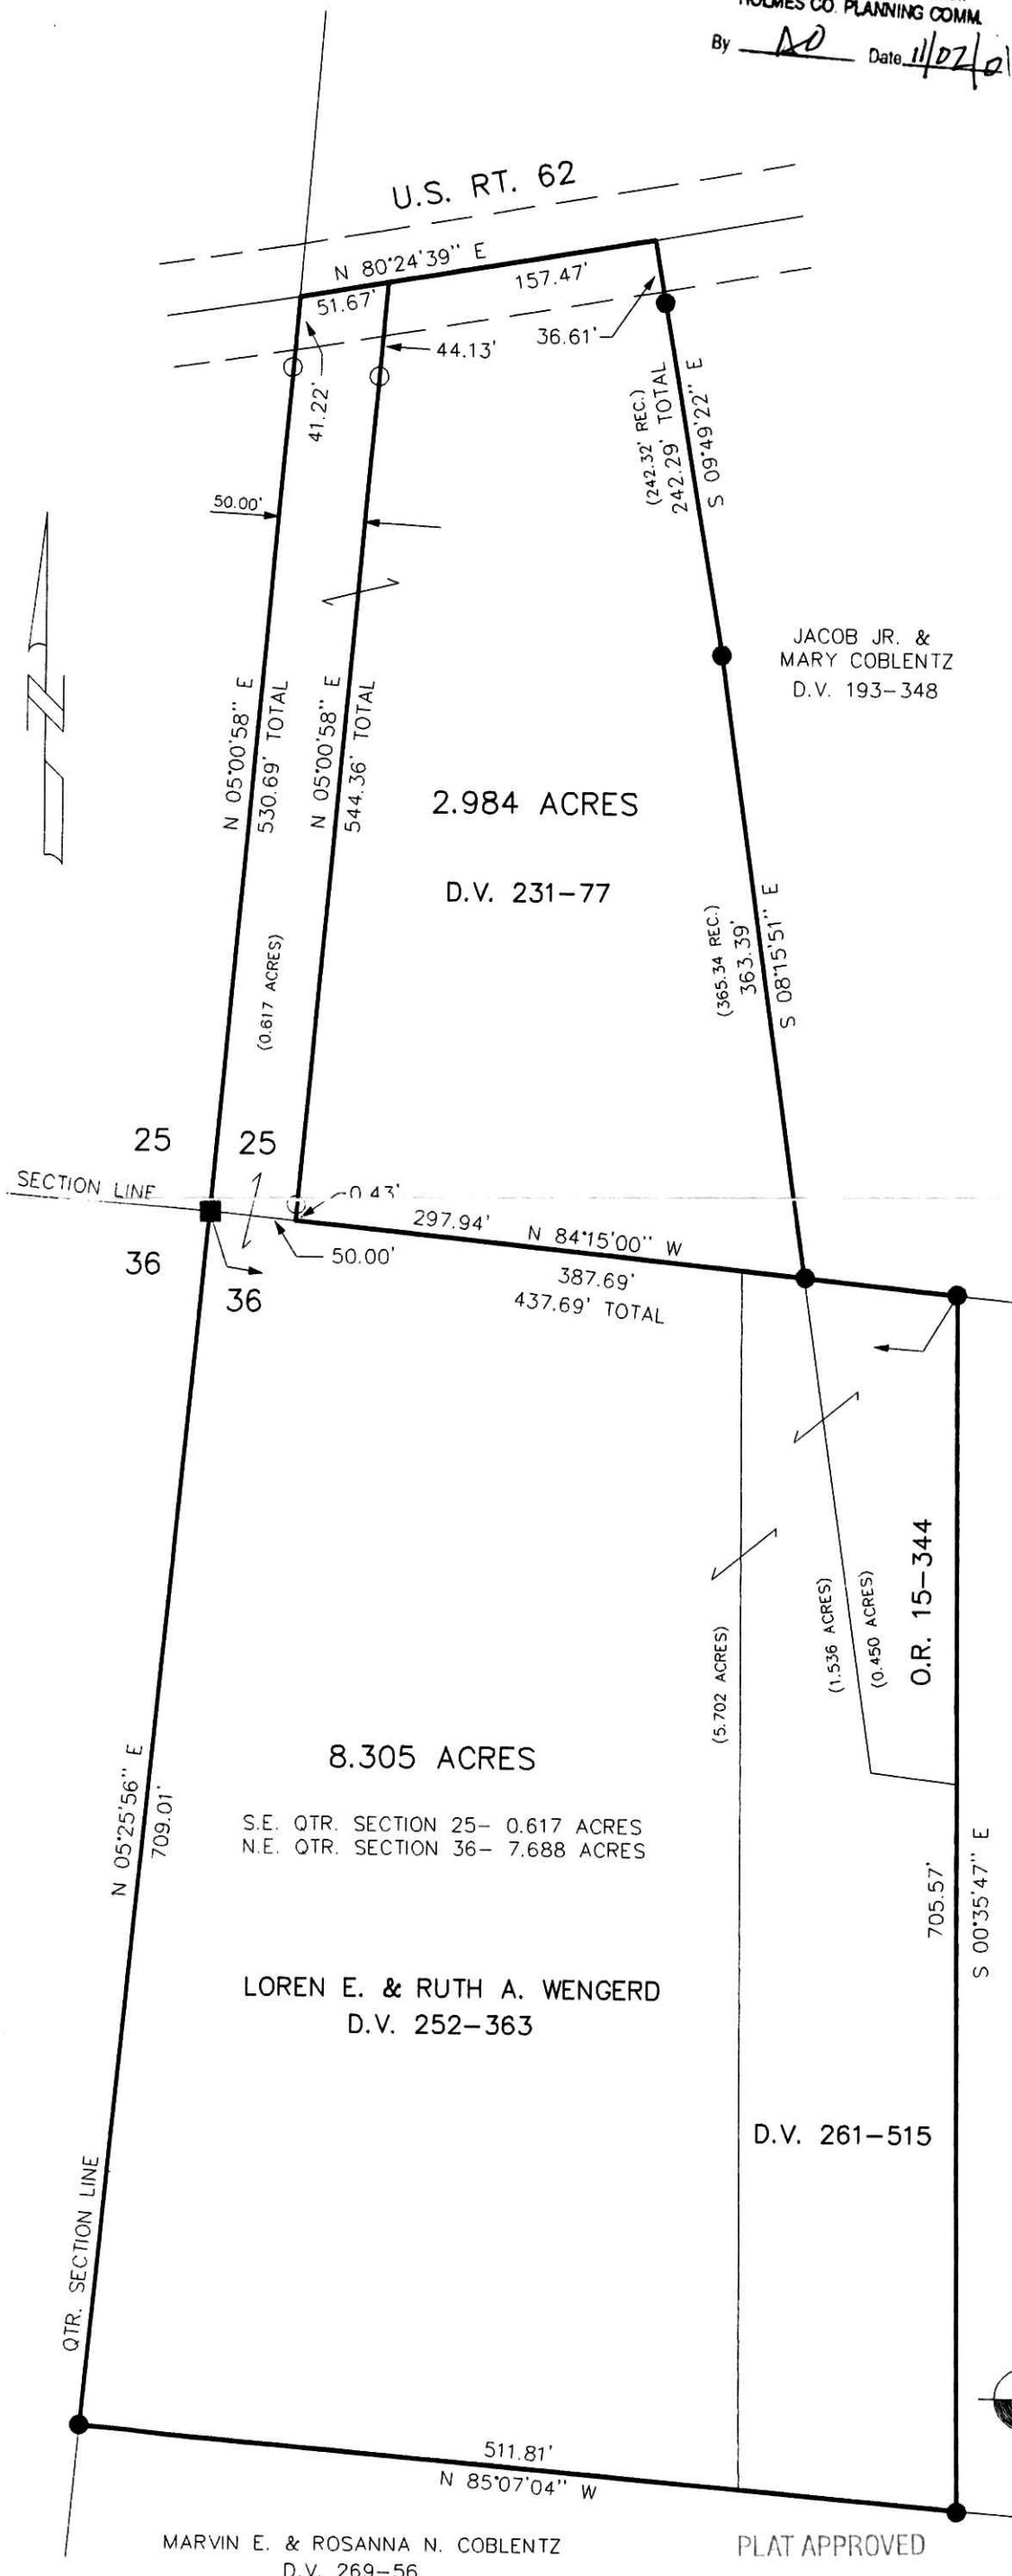 HOLMES CO. PLANNING COMM.
By AD Date 11/07/01
U.S. RT. 62
N 80°24'39" E
51.67'
157.47'
44.13'
36.61'
41.22'
(242.32' REC.)
242.29' TOTAL
S 09°49'22" E
50.00'
JACOB JR. &
MARY COBLENTZ
D.V. 193-348
N 05°00'58" E
530.69' TOTAL
N 05°00'58" E
544.36' TOTAL
2.984 ACRES
D.V. 231-77
(365.34 REC.)
363.39'
S 08°15'51" E
(0.617 ACRES)
25
25
SECTION LINE
0.43'
297.94'
N 84°15'00" W
50.00'
36
36
387.69'
437.69' TOTAL
O.R. 15-344
(1.536 ACRES)
(0.450 ACRES)
(5.702 ACRES)
8.305 ACRES
N 05°25'56" E
709.01'
S.E. QTR. SECTION 25- 0.617 ACRES
N.E. QTR. SECTION 36- 7.688 ACRES
705.57'
S 00°35'47" E
LOREN E. & RUTH A. WENGERD
D.V. 252-363
D.V. 261-515
QTR. SECTION LINE
511.81'
N 85°07'04" W
MARVIN E. & ROSANNA N. COBLENTZ
D.V. 269-56
PLAT APPROVED